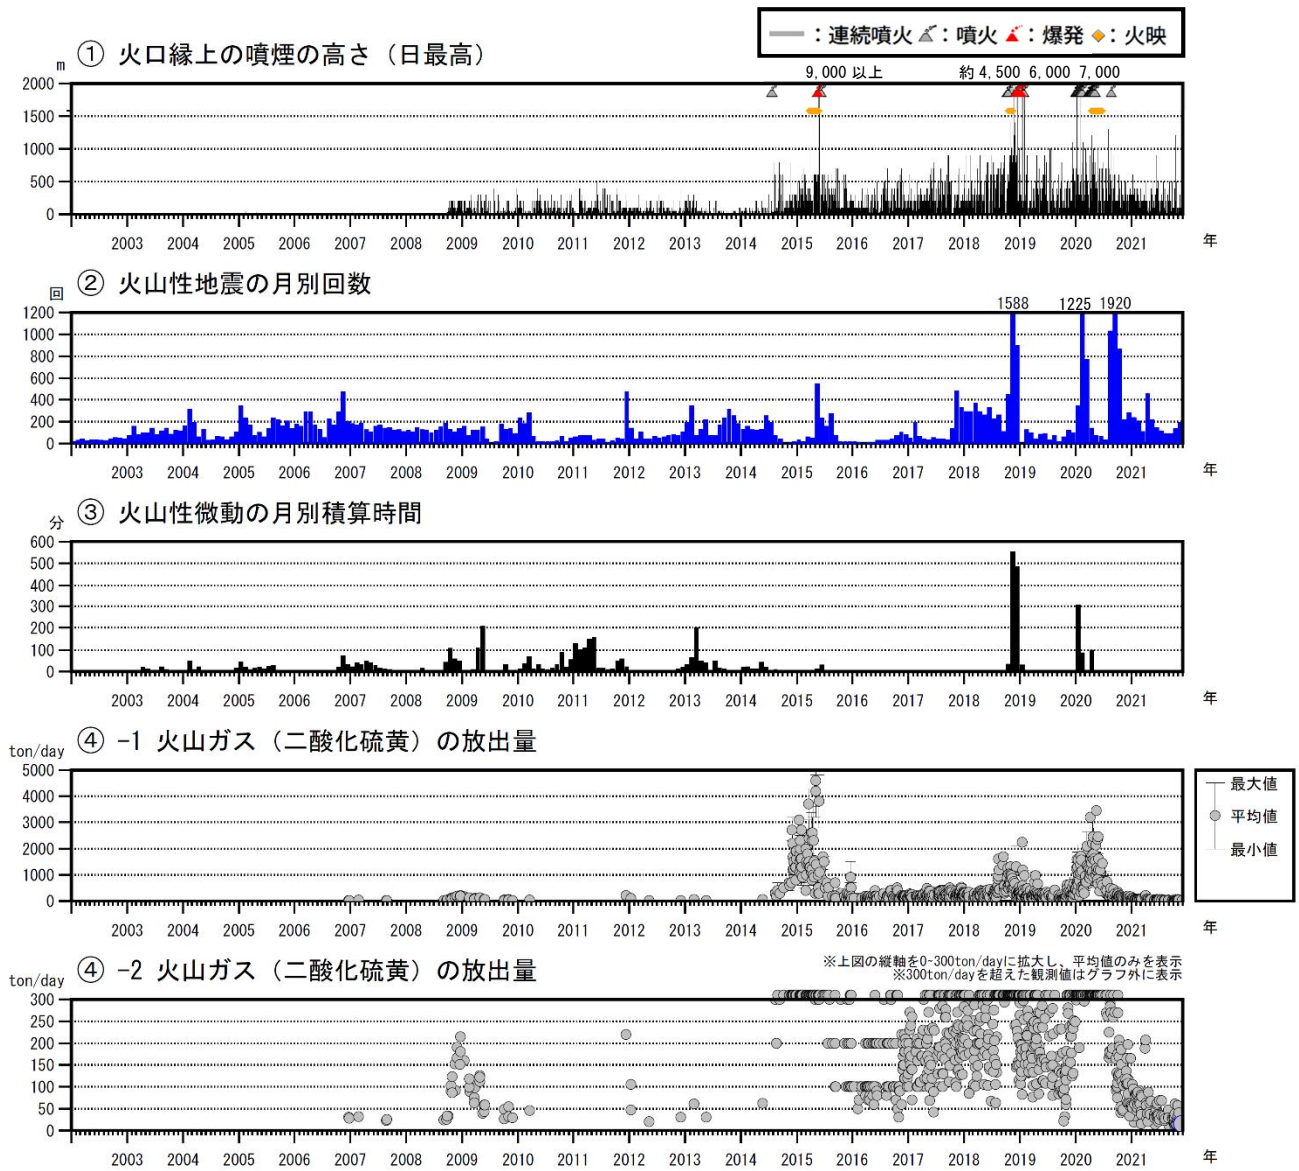 ：連続噴火 ：噴火 ：爆発 ：火映
① 火口縁上の噴煙の高さ（日最高）
m
9,000 以上 約 4,500 6,000 7,000
2000
1500
1000
500
0
2003 2004 2005 2006 2007 2008 2009 2010 2011 2012 2013 2014 2015 2016 2017 2018 2019 2020 2021 年
② 火山性地震の月別回数
回
1588 1225 1920
1200
1000
800
600
400
200
0
2003 2004 2005 2006 2007 2008 2009 2010 2011 2012 2013 2014 2015 2016 2017 2018 2019 2020 2021 年
③ 火山性微動の月別積算時間
分
600
500
400
300
200
100
0
2003 2004 2005 2006 2007 2008 2009 2010 2011 2012 2013 2014 2015 2016 2017 2018 2019 2020 2021 年
④ -1 火山ガス（二酸化硫黄）の放出量
ton/day
5000
4000
3000
2000
1000
0
最大値
平均値
最小値
2003 2004 2005 2006 2007 2008 2009 2010 2011 2012 2013 2014 2015 2016 2017 2018 2019 2020 2021 年
④ -2 火山ガス（二酸化硫黄）の放出量
※上図の縦軸を0~300ton/dayに拡大し、平均値のみを表示
※300ton/dayを超えた観測値はグラフ外に表示
ton/day
300
250
200
150
100
50
0
2003 2004 2005 2006 2007 2008 2009 2010 2011 2012 2013 2014 2015 2016 2017 2018 2019 2020 2021 年